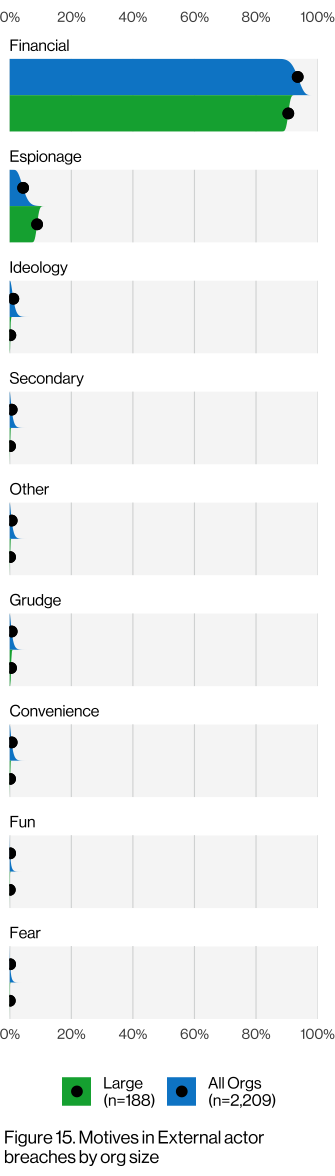 0% 20% 40% 60% 80% 100%
Financial
Espionage
Ideology
Secondary
Other
Grudge
Convenience
Fun
Fear
0% 20% 40% 60% 80% 100%
Large
(n=188)
All Orgs
(n=2,209)
Figure 15. Motives in External actor
breaches by org size